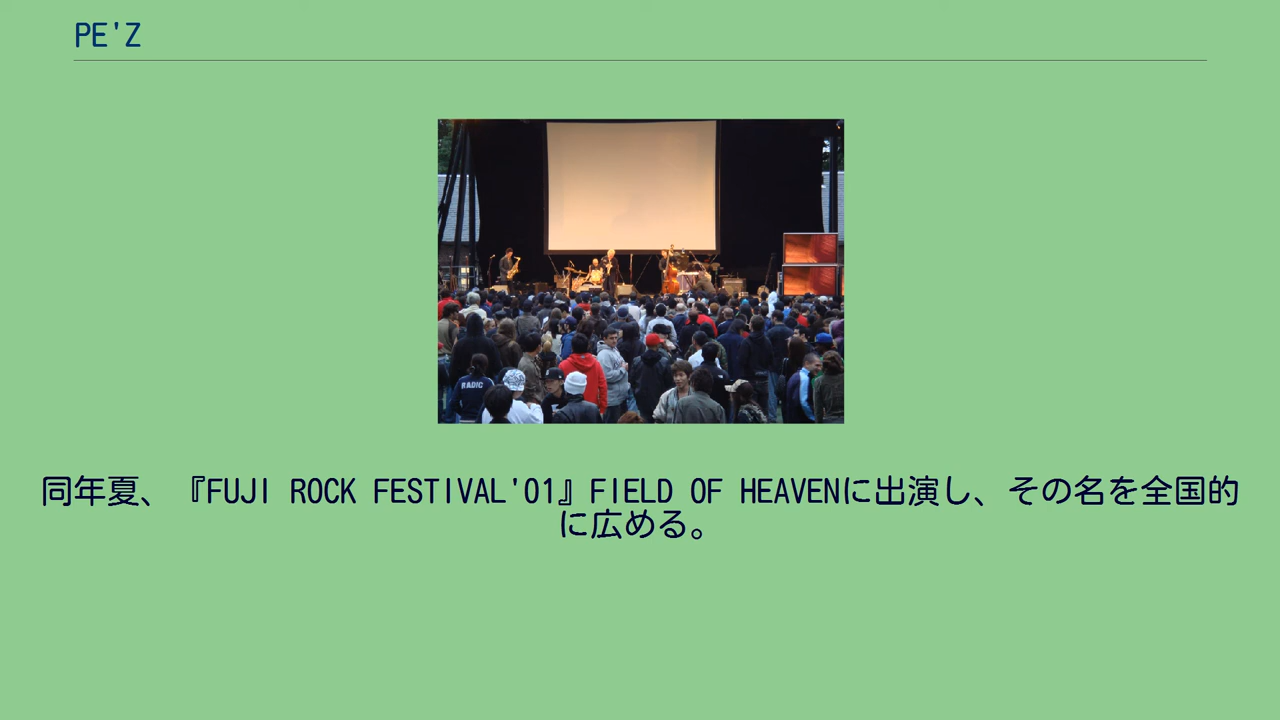 PE'Z
RADIC
同年夏、『FUJI ROCK FESTIVAL'01』FIELD OF HEAVENに出演し、その名を全国的
に広める。